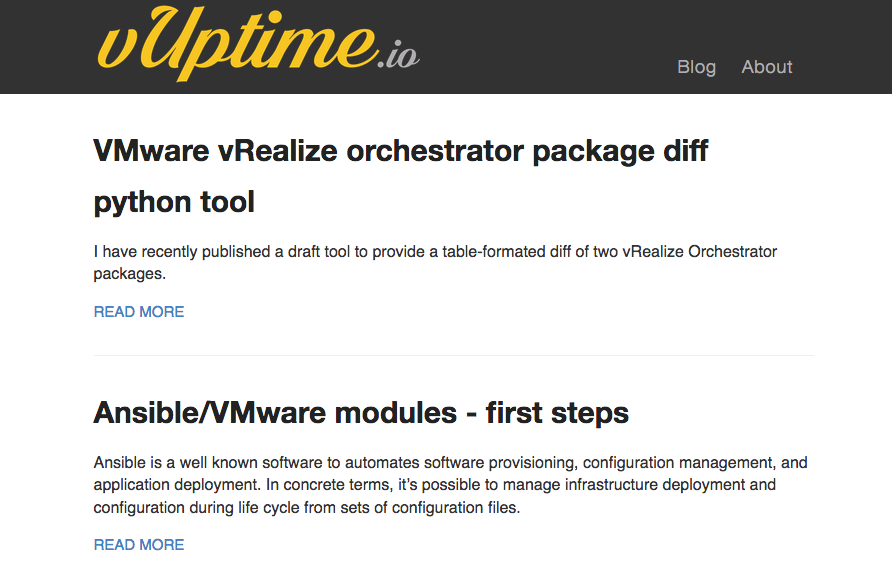 vUptime.io
Blog About
VMware vRealize orchestrator package diff
python tool
I have recently published a draft tool to provide a table-formated diff of two vRealize Orchestrator
packages.
READ MORE
Ansible/VMware modules - first steps
Ansible is a well known software to automates software provisioning, configuration management, and
application deployment. In concrete terms, it’s possible to manage infrastructure deployment and
configuration during life cycle from sets of configuration files.
READ MORE